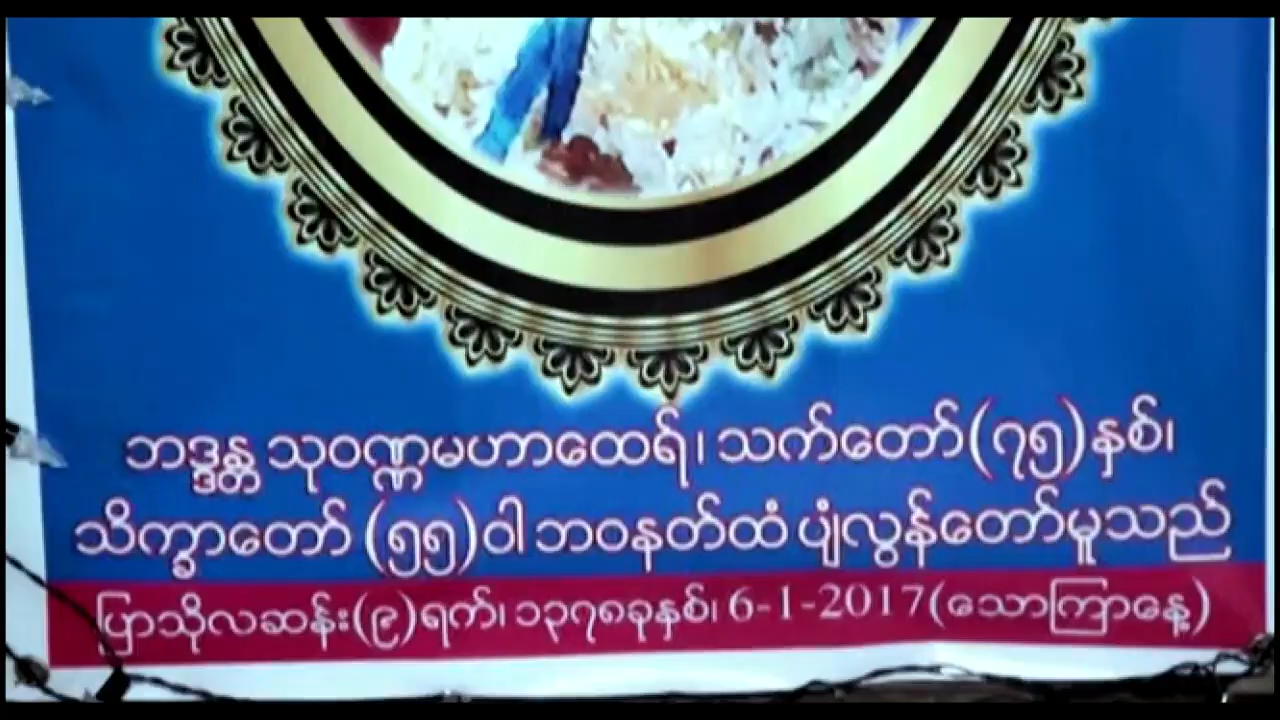 ဘဒ္ဒန္တ သုဝဏ္ဏမဟာထေရ်၊ သက်တော်(၇၅)နှစ်၊
သိက္ခာတော် (၅၅)ဝါ ဘဝနတ်ထံ ပျံလွန်တော်မူသည်
ပြာသိုလဆန်း(၉)ရက်၊ ၁၃၇၈ခုနှစ်၊ 6-1-2017(သောကြာနေ့)